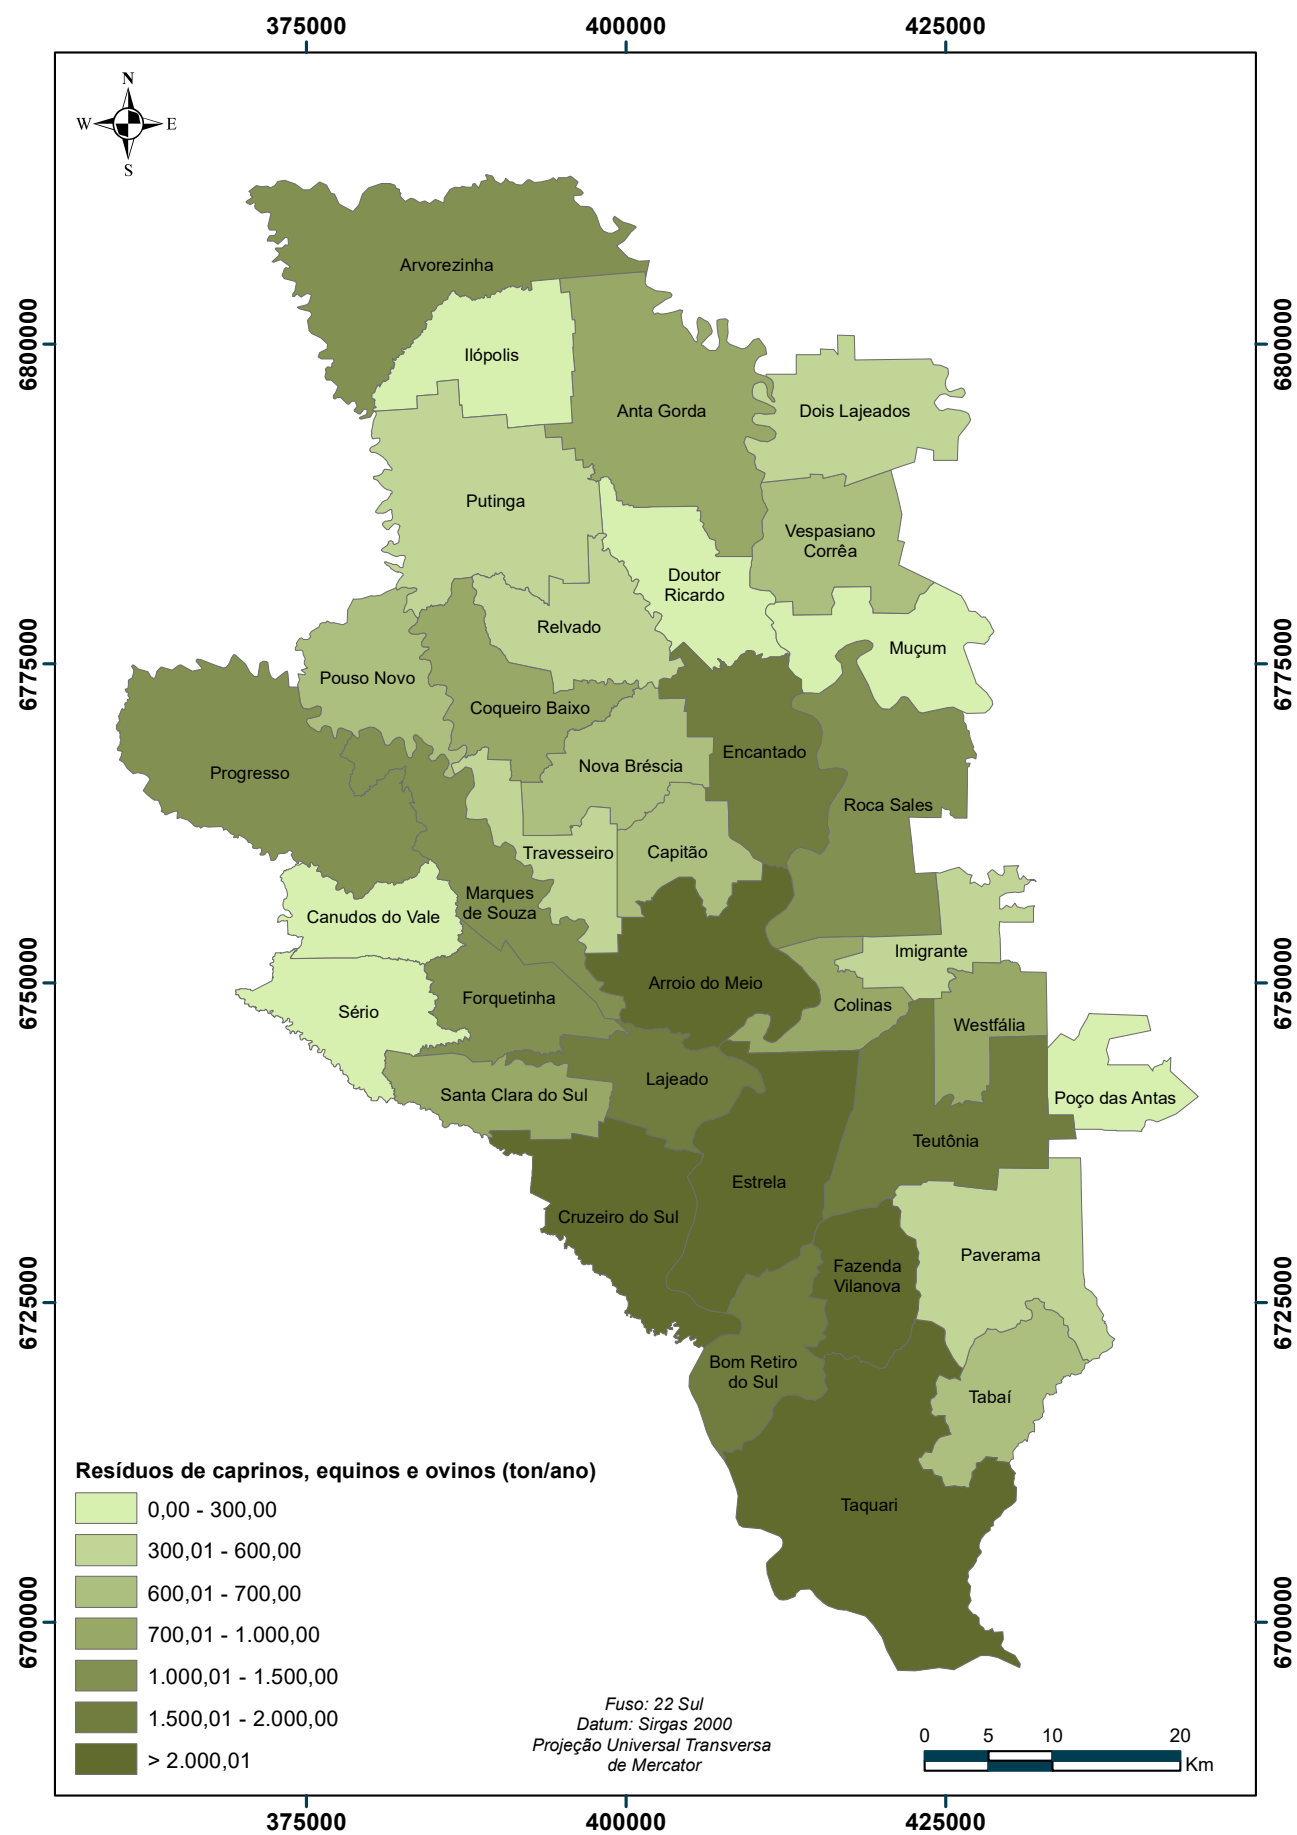 375000
400000
425000
N
W
E
S
6800000
6800000
Arvorezinha
Ilópolis
Anta Gorda
Dois Lajeados
Putinga
Vespasiano
Corrêa
Doutor
Ricardo
Relvado
Muçum
6775000
6775000
Pouso Novo
Coqueiro Baixo
Encantado
Nova Bréscia
Progresso
Roca Sales
Travesseiro
Capitão
Marques
de Souza
Canudos do Vale
Imigrante
6750000
6750000
Arroio do Meio
Forquetinha
Colinas
Sério
Westfália
Lajeado
Santa Clara do Sul
Poço das Antas
Teutônia
Estrela
Cruzeiro do Sul
Paverama
Fazenda
Vilanova
6725000
6725000
Bom Retiro
do Sul
Tabaí
Taquari
Resíduos de caprinos, equinos e ovinos (ton/ano)
0,00 - 300,00
300,01 - 600,00
600,01 - 700,00
700,01 - 1.000,00
1.000,01 - 1.500,00
1.500,01 - 2.000,00
> 2.000,01
6700000
6700000
Fuso: 22 Sul
Datum: Sirgas 2000
Projeção Universal Transversa
de Mercator
0 5 10 20
Km
375000
400000
425000